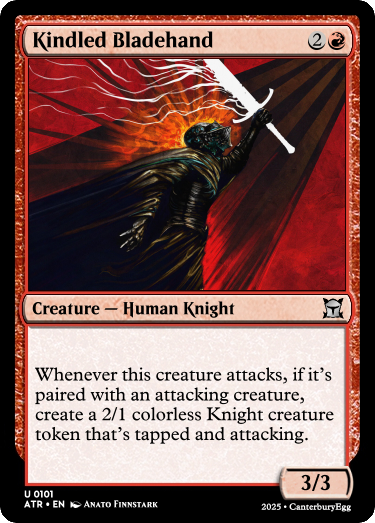 Kindled Bladehand 2
Creature — Human Knight
Whenever this creature attacks, if it's
paired with an attacking creature,
create a 2/1 colorless Knight creature
token that's tapped and attacking.
3/3
U 0101
ATR • EN Anato Finnstark
2025 • CanterburyEgg